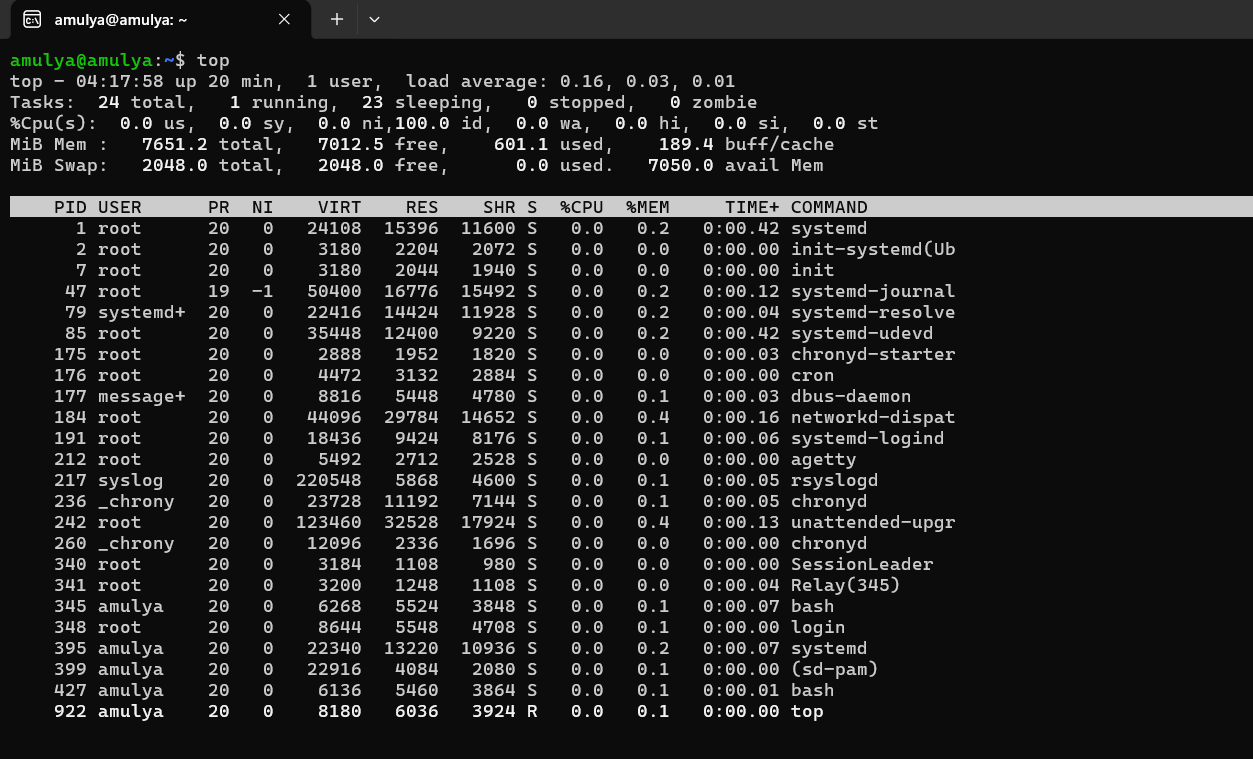 amulya@amulya: ~
amulya@amulya:~$ top
top - 04:17:58 up 20 min,  1 user,  load average: 0.16, 0.03, 0.01
Tasks:  24 total,   1 running,  23 sleeping,   0 stopped,   0 zombie
%Cpu(s):  0.0 us,  0.0 sy,  0.0 ni,100.0 id,  0.0 wa,  0.0 hi,  0.0 si,  0.0 st
MiB Mem :   7651.2 total,   7012.5 free,    601.1 used,    189.4 buff/cache
MiB Swap:   2048.0 total,   2048.0 free,      0.0 used.   7050.0 avail Mem
    PID USER      PR  NI    VIRT    RES    SHR S  %CPU  %MEM     TIME+ COMMAND
      1 root      20   0   24108  15396  11600 S   0.0   0.2   0:00.42 systemd
      2 root      20   0    3180   2204   2072 S   0.0   0.0   0:00.00 init-systemd(Ub
      7 root      20   0    3180   2044   1940 S   0.0   0.0   0:00.00 init
     47 root      19  -1   50400  16776  15492 S   0.0   0.2   0:00.12 systemd-journal
     79 systemd+  20   0   22416  14424  11928 S   0.0   0.2   0:00.04 systemd-resolve
     85 root      20   0   35448  12400   9220 S   0.0   0.2   0:00.42 systemd-udevd
    175 root      20   0    2888   1952   1820 S   0.0   0.0   0:00.03 chronyd-starter
    176 root      20   0    4472   3132   2884 S   0.0   0.0   0:00.00 cron
    177 message+  20   0    8816   5448   4780 S   0.0   0.1   0:00.03 dbus-daemon
    184 root      20   0   44096  29784  14652 S   0.0   0.4   0:00.16 networkd-dispat
    191 root      20   0   18436   9424   8176 S   0.0   0.1   0:00.06 systemd-logind
    212 root      20   0    5492   2712   2528 S   0.0   0.0   0:00.00 agetty
    217 syslog    20   0  220548   5868   4600 S   0.0   0.1   0:00.05 rsyslogd
    236 _chrony   20   0   23728  11192   7144 S   0.0   0.1   0:00.05 chronyd
    242 root      20   0  123460  32528  17924 S   0.0   0.4   0:00.13 unattended-upgr
    260 _chrony   20   0   12096   2336   1696 S   0.0   0.0   0:00.00 chronyd
    340 root      20   0    3184   1108    980 S   0.0   0.0   0:00.00 SessionLeader
    341 root      20   0    3200   1248   1108 S   0.0   0.0   0:00.04 Relay(345)
    345 amulya    20   0    6268   5524   3848 S   0.0   0.1   0:00.07 bash
    348 root      20   0    8644   5548   4708 S   0.0   0.1   0:00.00 login
    395 amulya    20   0   22340  13220  10936 S   0.0   0.2   0:00.07 systemd
    399 amulya    20   0   22916   4084   2080 S   0.0   0.1   0:00.00 (sd-pam)
    427 amulya    20   0    6136   5460   3864 S   0.0   0.1   0:00.01 bash
    922 amulya    20   0    8180   6036   3924 R   0.0   0.1   0:00.00 top